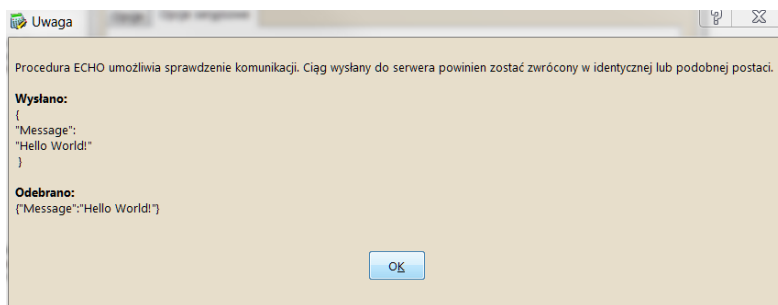 Uwaga
Procedura ECHO umożliwia sprawdzenie komunikacji. Ciąg wysłany do serwera powinien zostać zwrócony w identycznej lub podobnej postaci.
Wysłano:
{
"Message":
"Hello World!"
}
Odebrano:
{"Message":"Hello World!"}
OK